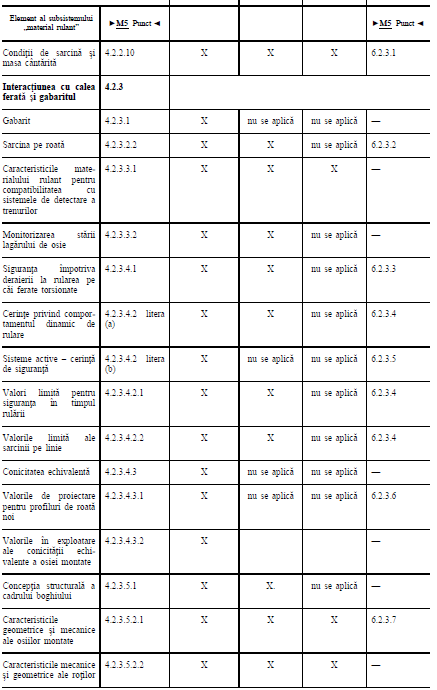 Element al subsistemului ►M5 Punct ◄ ►M5 Punct ◄
„material rulant”
Condiții de sarcină și 4.2.2.10 X X X 6.2.3.1
masa cântărită
Interacțiunea cu calea 4.2.3
ferată și gabaritul
Gabarit 4.2.3.1 X nu se aplică nu se aplică —
Sarcina pe roată 4.2.3.2.2 X X nu se aplică 6.2.3.2
Caracteristicile mate- 4.2.3.3.1 X X X —
rialului rulant pentru
compatibilitatea cu
sistemele de detectare a
trenurilor
Monitorizarea stării 4.2.3.3.2 X X nu se aplică —
lagărului de osie
Siguranța împotriva 4.2.3.4.1 X X nu se aplică 6.2.3.3
deraierii la rularea pe
căi ferate torsionate
Cerințe privind compor- 4.2.3.4.2 litera X X nu se aplică 6.2.3.4
tamentul dinamic de (a)
rulare
Sisteme active – cerință 4.2.3.4.2 litera X nu se aplică nu se aplică 6.2.3.5
de siguranță (b)
Valori limită pentru 4.2.3.4.2.1 X X nu se aplică 6.2.3.4
siguranța în timpul
rulării
Valorile limită ale 4.2.3.4.2.2 X X nu se aplică 6.2.3.4
sarcinii pe linie
Conicitatea echivalentă 4.2.3.4.3 X nu se aplică nu se aplică —
Valorile de proiectare 4.2.3.4.3.1 X nu se aplică nu se aplică 6.2.3.6
pentru profiluri de roată
noi
Valorile în exploatare 4.2.3.4.3.2 X —
ale conicității echi-
valente a osiei montate
Concepția structurală a 4.2.3.5.1 X X. nu se aplică —
cadrului boghiului
Caracteristicile 4.2.3.5.2.1 X X X 6.2.3.7
geometrice și mecanice
ale osiilor montate
Caracteristicile mecanice 4.2.3.5.2.2 X X X —
și geometrice ale roților